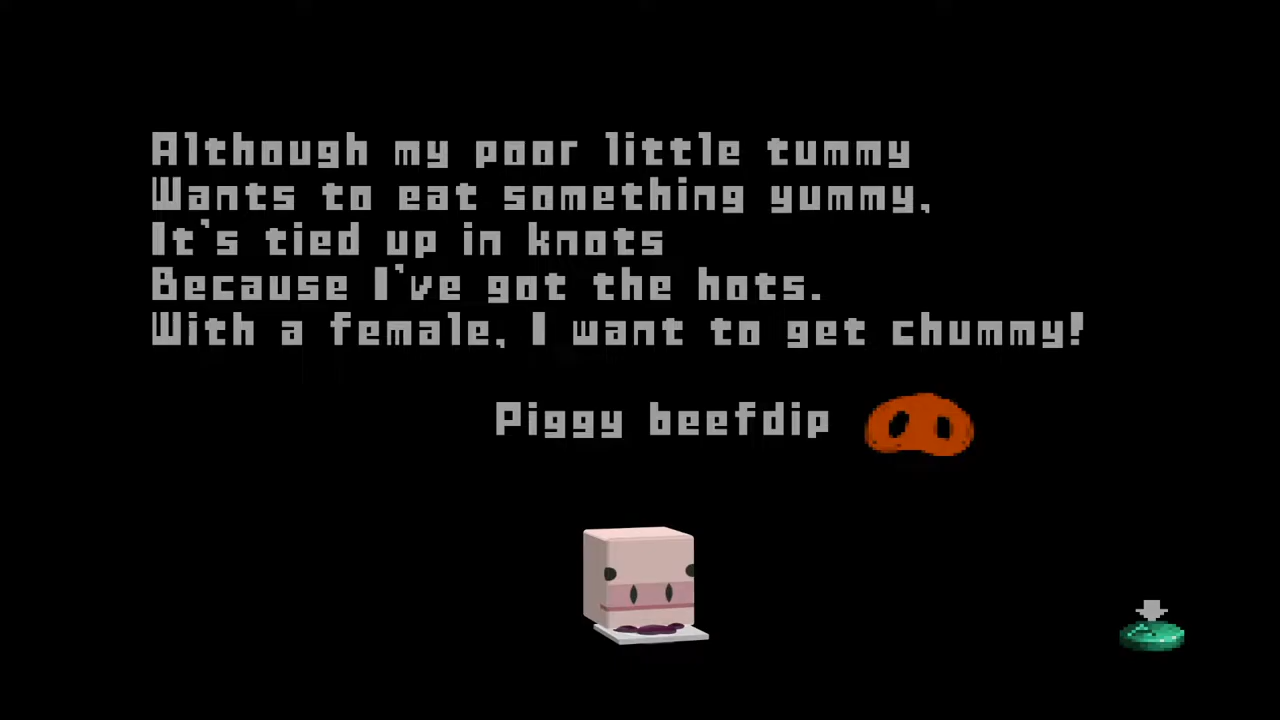 Although my poor little tummy
Wants to eat something yummy,
It's tied up in knots
Because I've got the hots.
With a female, I want to get chummy!
Piggy beefdip